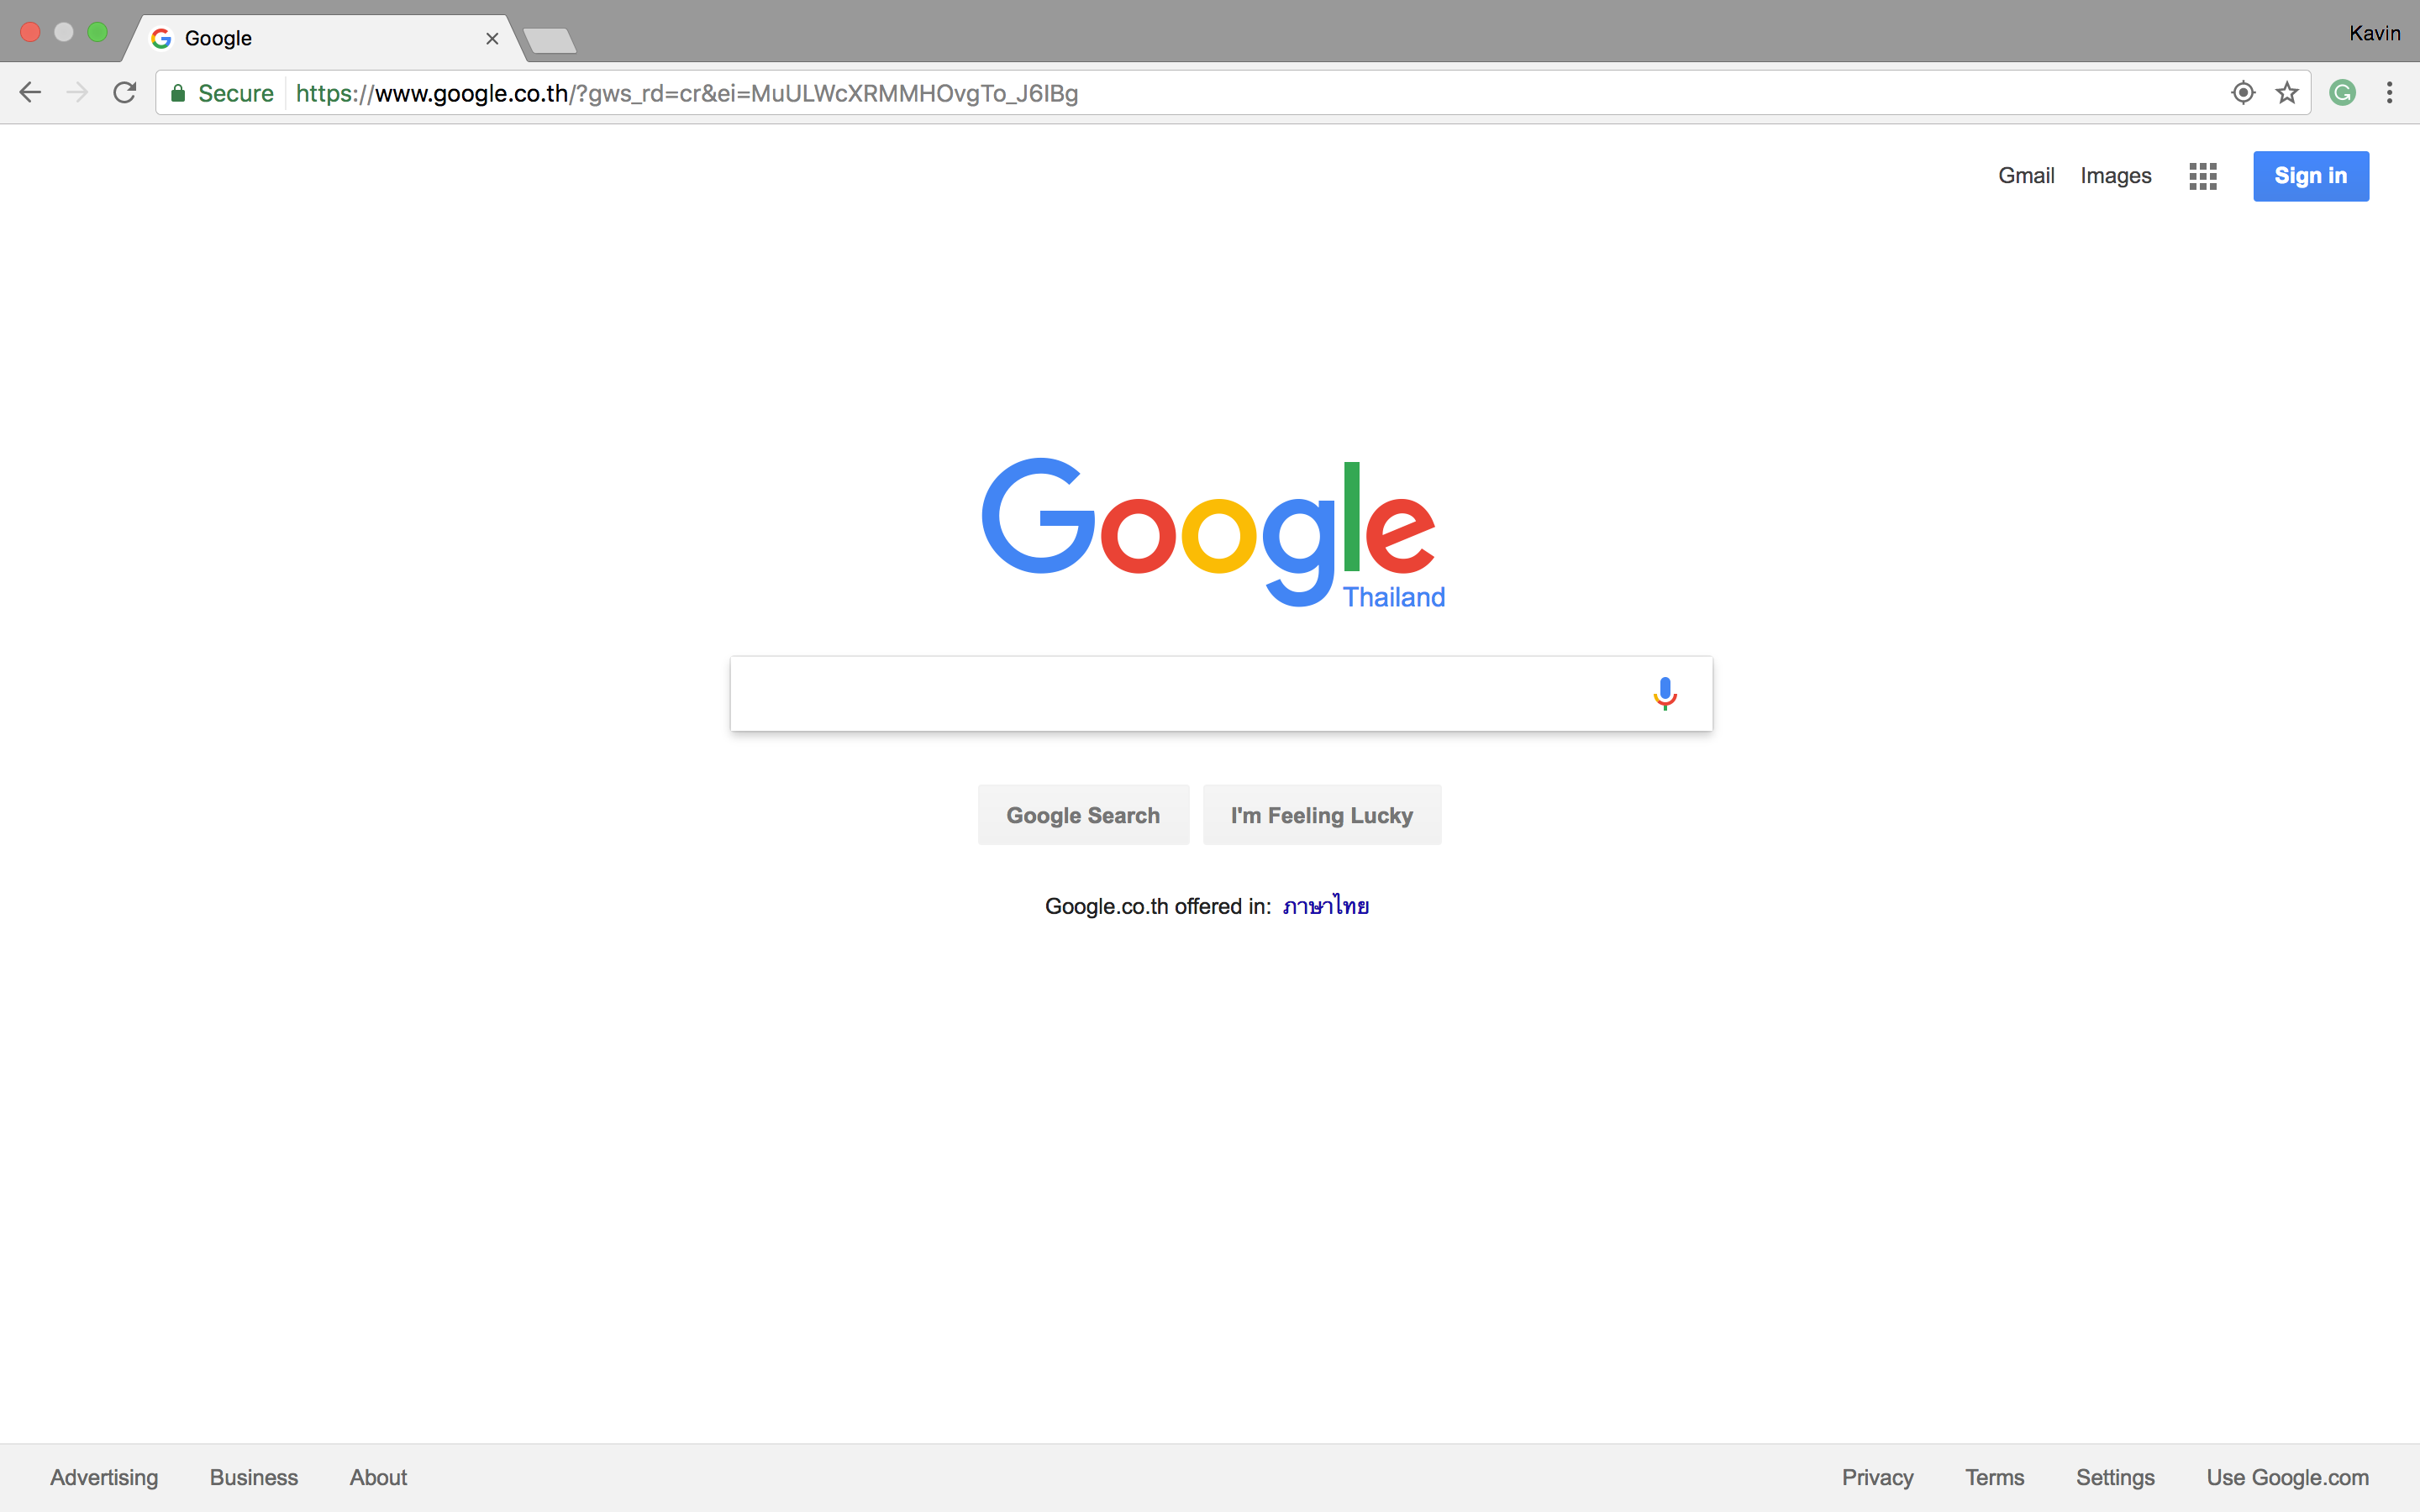 Google
Kavin
Secure https://www.google.co.th/?gws_rd=cr&ei=MuULWcXRMMHOvgTo_J6IBg
Gmail Images Sign in
Google
Thailand
Google Search I'm Feeling Lucky
Google.co.th offered in: ภาษาไทย
Advertising Business About Privacy Terms Settings Use Google.com